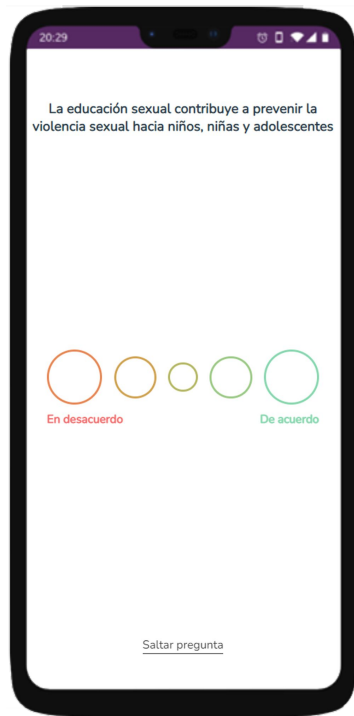 20:29
La educación sexual contribuye a prevenir la
violencia sexual hacia niños, niñas y adolescentes
En desacuerdo
De acuerdo
Saltar pregunta